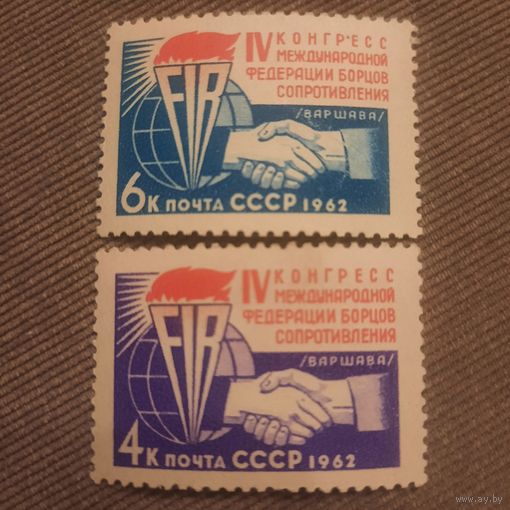 IV КОНГРЕСС
МЕЖДУНАРОДНОЙ
ФЕДЕРАЦИИ БОРЦОВ
СОПРОТИВЛЕНИЯ
/ВАРШАВА/
FIR
6К ПОЧТА СССР 1962
IV КОНГРЕСС
МЕЖДУНАРОДНОЙ
ФЕДЕРАЦИИ БОРЦОВ
СОПРОТИВЛЕНИЯ
/ВАРШАВА/
FIR
4К ПОЧТА СССР 1962
© ay.by